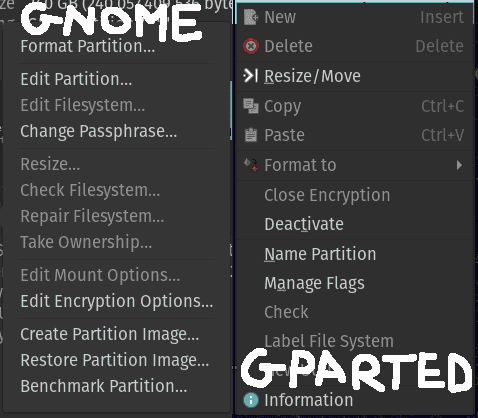 GNOME
Format Partition...
Edit Partition...
Edit Filesystem...
Change Passphrase...
Resize...
Check Filesystem...
Repair Filesystem...
Take Ownership...
Edit Mount Options...
Edit Encryption Options...
Create Partition Image...
Restore Partition Image...
Benchmark Partition...
New Insert
Delete Delete
Resize/Move
Copy Ctrl+C
Paste Ctrl+V
Format to
Close Encryption
Deactivate
Name Partition
Manage Flags
Check
Label File System
GPARTED
Information